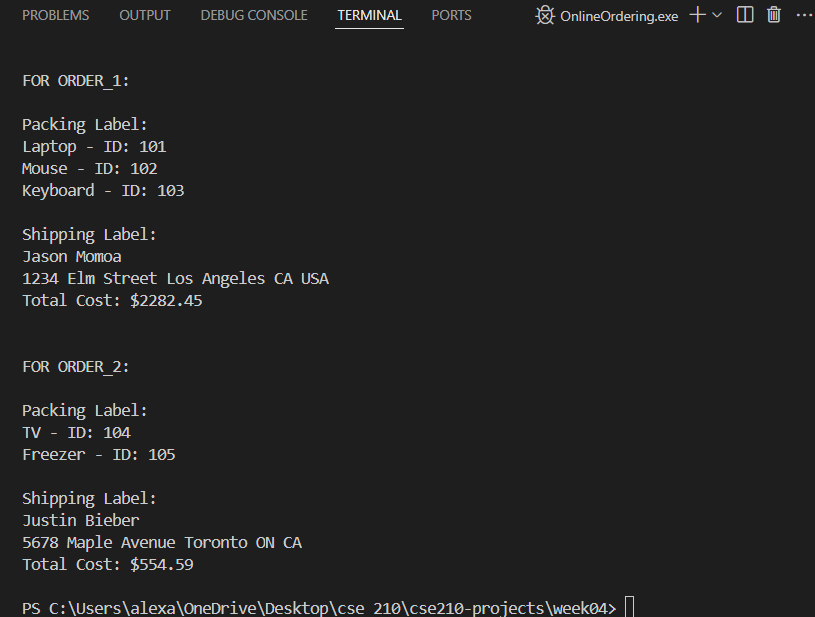 PROBLEMS OUTPUT DEBUG CONSOLE TERMINAL PORTS OnlineOrdering.exe
FOR ORDER_1:
Packing Label:
Laptop - ID: 101
Mouse - ID: 102
Keyboard - ID: 103
Shipping Label:
Jason Momoa
1234 Elm Street Los Angeles CA USA
Total Cost: $2282.45
FOR ORDER_2:
Packing Label:
TV - ID: 104
Freezer - ID: 105
Shipping Label:
Justin Bieber
5678 Maple Avenue Toronto ON CA
Total Cost: $554.59
PS C:\Users\alexa\OneDrive\Desktop\cse 210\cse210-projects\week04>